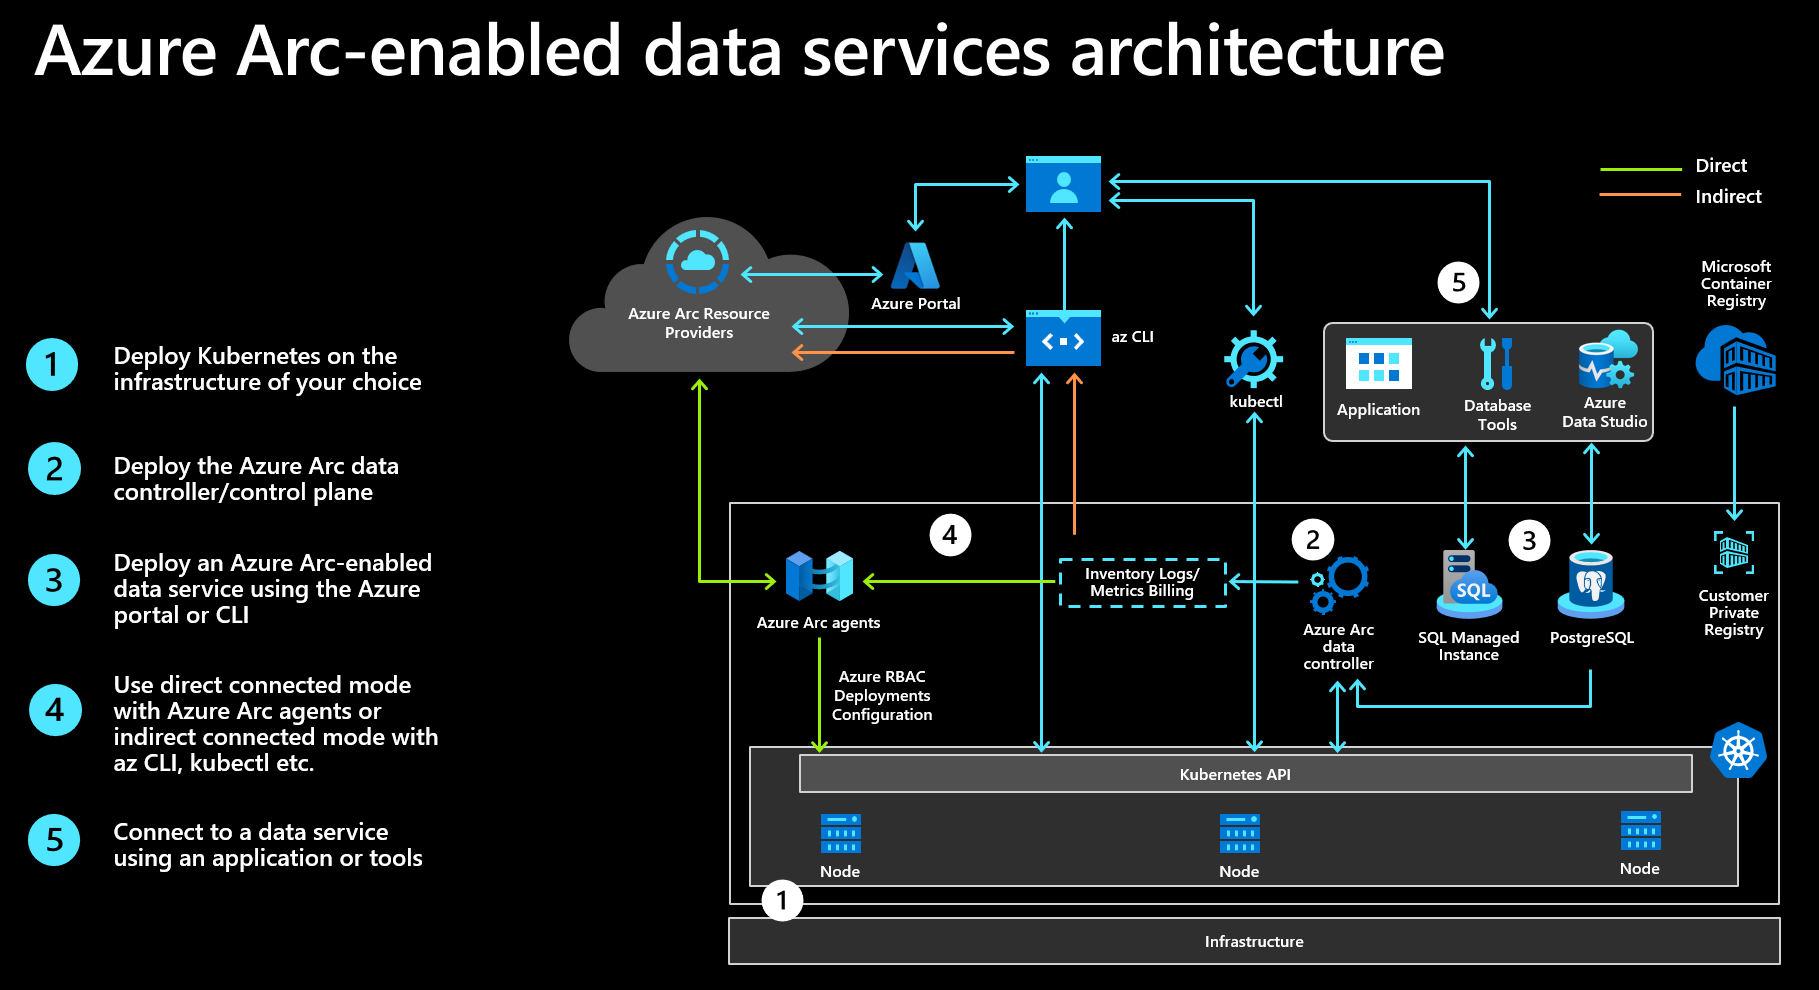 Azure Arc-enabled data services architecture
Direct
Indirect
Microsoft
Container
Registry
5
Azure Portal
Azure Arc Resource
Providers
az CLI
kubectl
Application
Database
Tools
Azure
Data Studio
1
Deploy Kubernetes on the
infrastructure of your choice
2
Deploy the Azure Arc data
controller/control plane
3
Deploy an Azure Arc-enabled
data service using the Azure
portal or CLI
4
Use direct connected mode
with Azure Arc agents or
indirect connected mode with
az CLI, kubectl etc.
5
Connect to a data service
using an application or tools
4
2
3
Inventory Logs/
Metrics Billing
SQL
Azure Arc agents
Azure Arc
data
controller
SQL Managed
Instance
PostgreSQL
Customer
Private
Registry
Azure RBAC
Deployments
Configuration
Kubernetes API
Node
Node
Node
1
Infrastructure